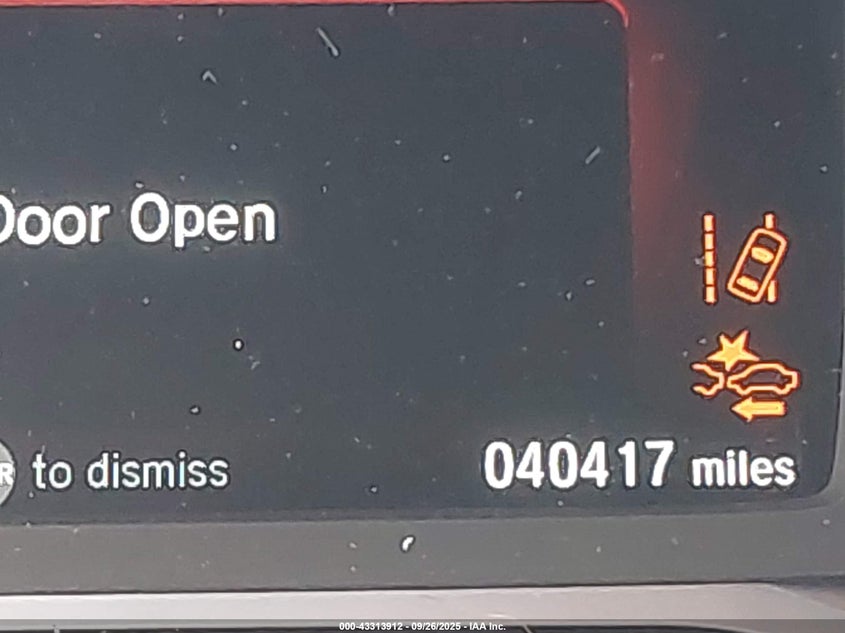 Door Open
R to dismiss
040417 miles
000-43313912 - 09/26/2025 - IAA Inc.